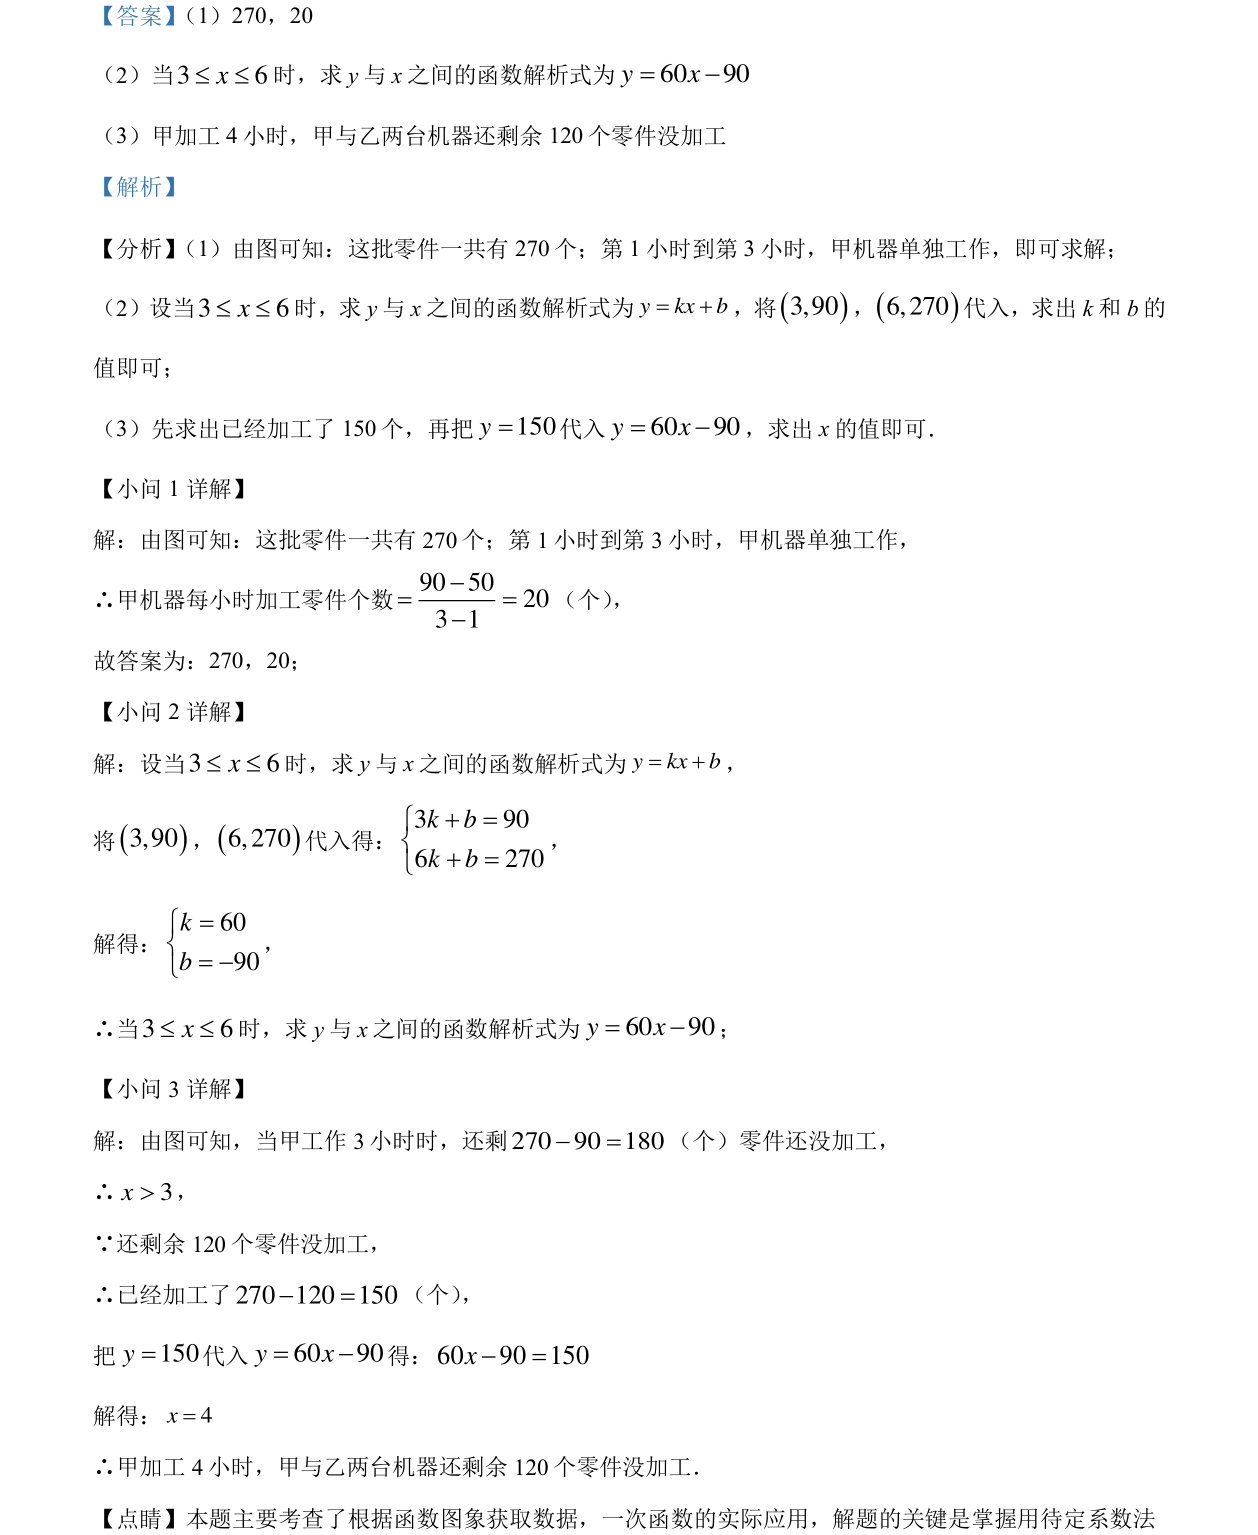 【答案】（1）270，20
（2）当3≤x≤6时，求y与x之间的函数解析式为y=60x−90
（3）甲加工4小时，甲与乙两台机器还剩余120个零件没加工
【解析】
【分析】（1）由图可知：这批零件一共有270个；第1小时到第3小时，甲机器单独工作，即可求解；
（2）设当3≤x≤6时，求y与x之间的函数解析式为y=kx+b，将(3,90)，(6,270)代入，求出k和b的
值即可；
（3）先求出已经加工了150个，再把y=150代入y=60x−90，求出x的值即可．
【小问1详解】
解：由图可知：这批零件一共有270个；第1小时到第3小时，甲机器单独工作，
∴甲机器每小时加工零件个数=\frac{90−50}{3−1}=20（个），
故答案为：270，20；
【小问2详解】
解：设当3≤x≤6时，求y与x之间的函数解析式为y=kx+b，
将(3,90)，(6,270)代入得：{3k+b=90
6k+b=270，
解得：{k=60
b=−90，
∴当3≤x≤6时，求y与x之间的函数解析式为y=60x−90；
【小问3详解】
解：由图可知，当甲工作3小时时，还剩270−90=180（个）零件还没加工，
∴x>3，
∵还剩余120个零件没加工，
∴已经加工了270−120=150（个），
把y=150代入y=60x−90得：60x−90=150
解得：x=4
∴甲加工4小时，甲与乙两台机器还剩余120个零件没加工．
【点睛】本题主要考查了根据函数图象获取数据，一次函数的实际应用，解题的关键是掌握用待定系数法